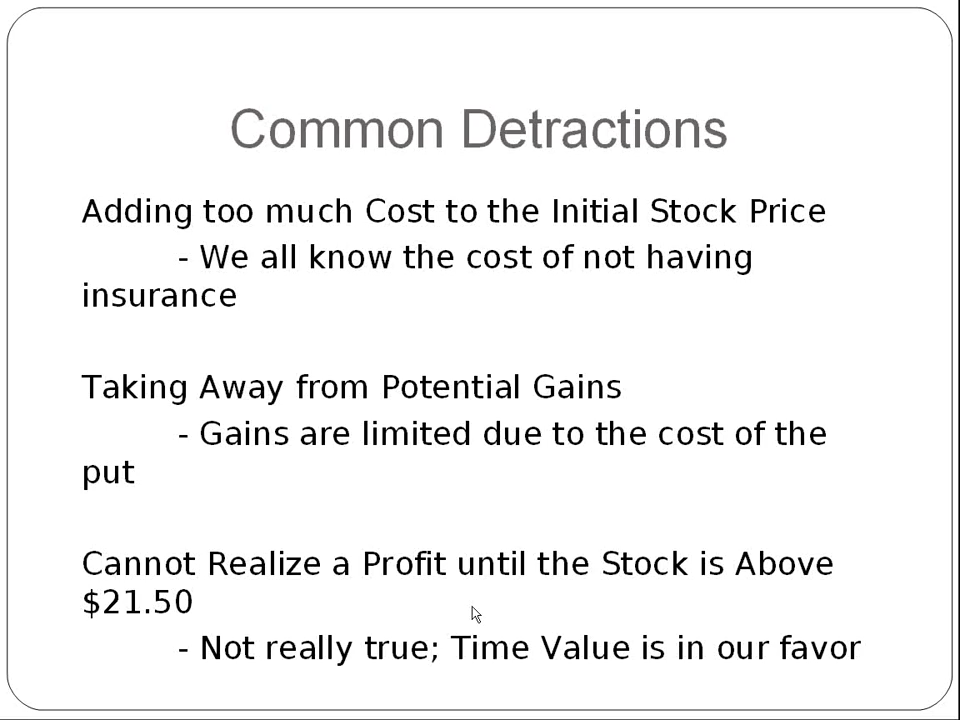 Common Detractions
Adding too much Cost to the Initial Stock Price
- We all know the cost of not having
insurance
Taking Away from Potential Gains
- Gains are limited due to the cost of the
put
Cannot Realize a Profit until the Stock is Above
$21.50
- Not really true; Time Value is in our favor